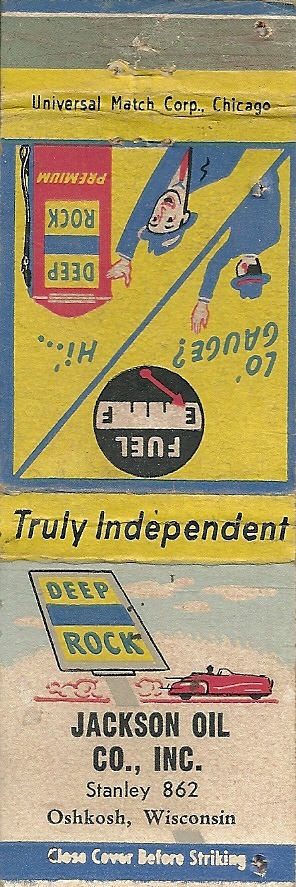 Universal Match Corp., Chicago
PREMIUM
DEEP
ROCK
HI'...
LO'
GAUGE?
FUEL
E F
Truly Independent
DEEP
ROCK
JACKSON OIL
CO., INC.
Stanley 862
Oshkosh, Wisconsin
Close Cover Before Striking